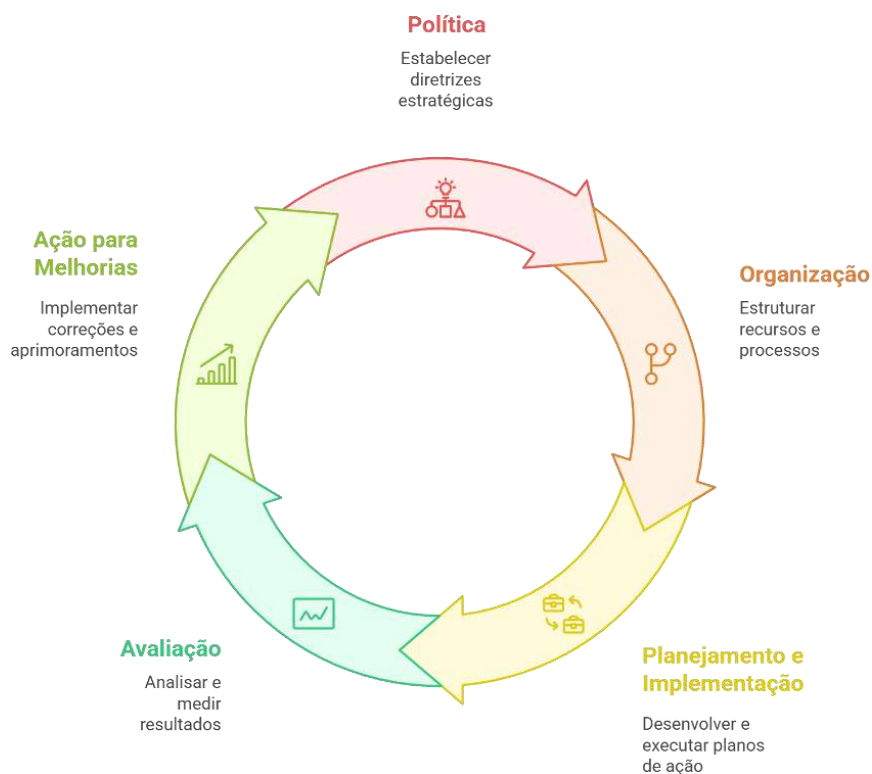 Política
Estabelecer
diretrizes
estratégicas
Organização
Estruturar
recursos e
processos
Planejamento e
Implementação
Desenvolver e
executar planos
de ação
Avaliação
Analisar e
medir
resultados
Ação para
Melhorias
Implementar
correções e
aprimoramentos